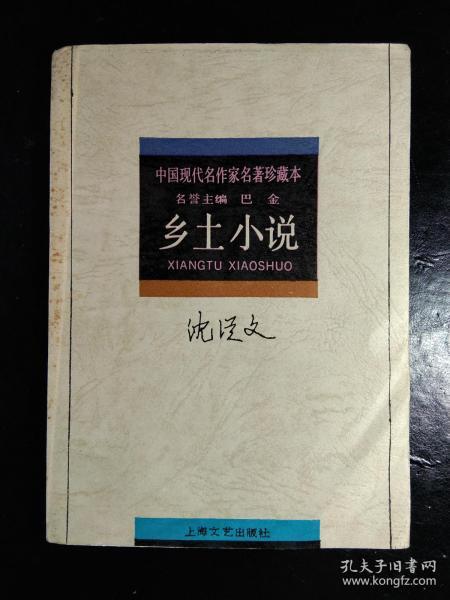 中国现代名作家名著珍藏本
名誉主编 巴金
乡土小说
XIANGTU XIAOSHUO
沈从文
上海文艺出版社
孔夫子旧书网
www.kongfz.com